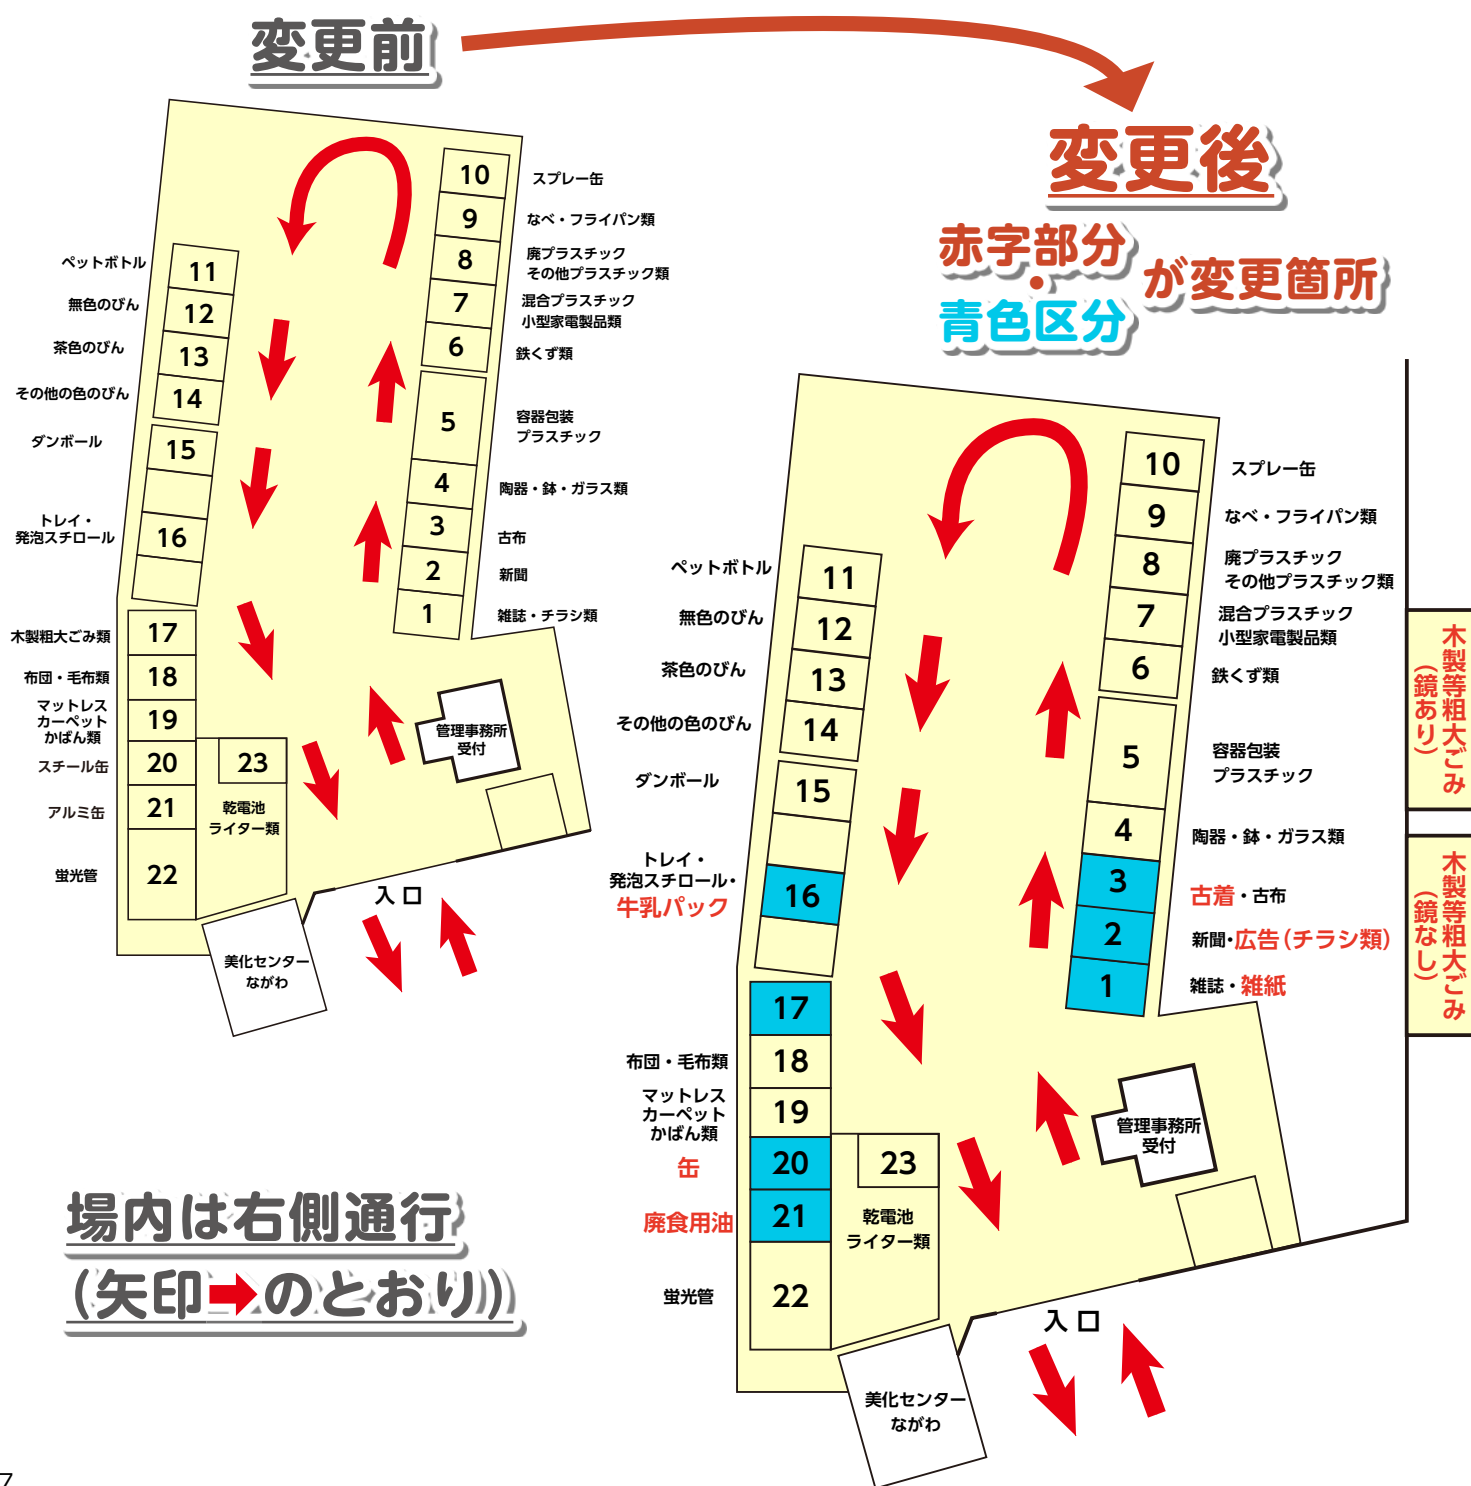 変更前
10
スプレー缶
9
なべ・フライパン類
8
廃プラスチック
その他プラスチック類
7
混合プラスチック
小型家電製品類
6
鉄くず類
5
容器包装
プラスチック
4
陶器・鉢・ガラス類
3
古布
2
新聞
1
雑誌・チラシ類
ペットボトル
11
無色のびん
12
茶色のびん
13
その他の色のびん
14
ダンボール
15
トレイ・
発泡スチロール
16
木製粗大ごみ類
17
布団・毛布類
18
マットレス
カーペット
かばん類
19
スチール缶
20
アルミ缶
21
蛍光管
22
23
乾電池
ライター類
管理事務所
受付
入口
美化センター
ながわ
変更後
赤字部分
・
青色区分
が変更箇所
10
スプレー缶
9
なべ・フライパン類
8
廃プラスチック
その他プラスチック類
7
混合プラスチック
小型家電製品類
6
鉄くず類
5
容器包装
プラスチック
4
陶器・鉢・ガラス類
3
古着・古布
2
新聞・広告(チラシ類)
1
雑誌・雑紙
ペットボトル
11
無色のびん
12
茶色のびん
13
その他の色のびん
14
ダンボール
15
トレイ・
発泡スチロール・
牛乳パック
16
17
布団・毛布類
18
マットレス
カーペット
かばん類
19
缶
20
廃食用油
21
蛍光管
22
23
乾電池
ライター類
管理事務所
受付
入口
美化センター
ながわ
木製等粗大ごみ
(鏡あり)
木製等粗大ごみ
(鏡なし)
場内は右側通行
(矢印➡のとおり)
7